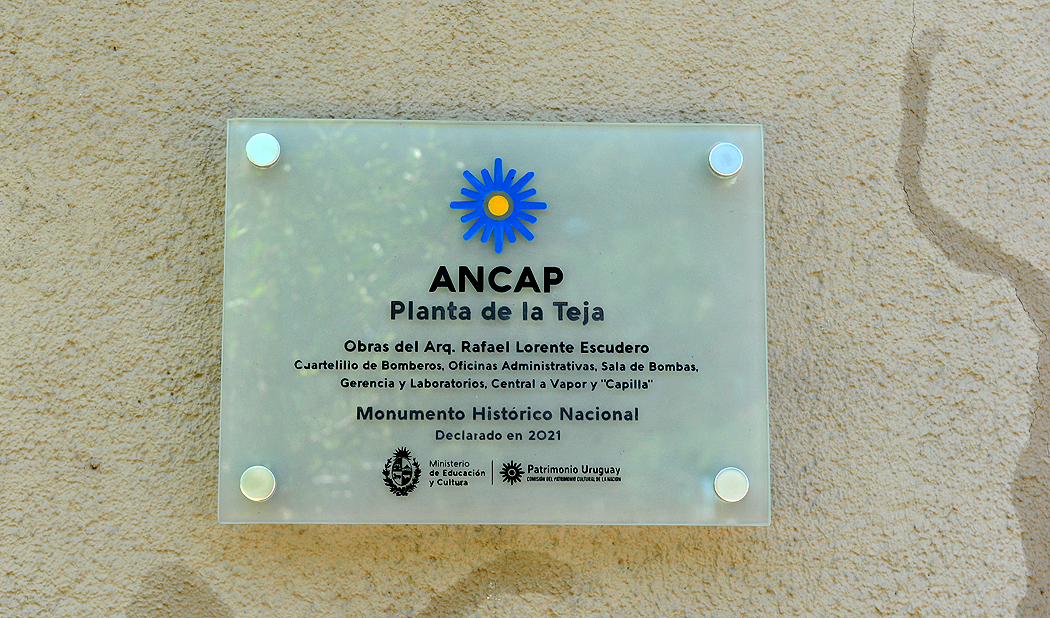 ANCAP
Planta de la Teja
Obras del Arq. Rafael Lorente Escudero
Cuartelillo de Bomberos, Oficinas Administrativas, Sala de Bombas,
Gerencia y Laboratorios, Central a Vapor y "Capilla"
Monumento Histórico Nacional
Declarado en 2021
Ministerio
de Educación
y Cultura
Patrimonio Uruguay
COMISIÓN DEL PATRIMONIO CULTURAL DE LA NACIÓN